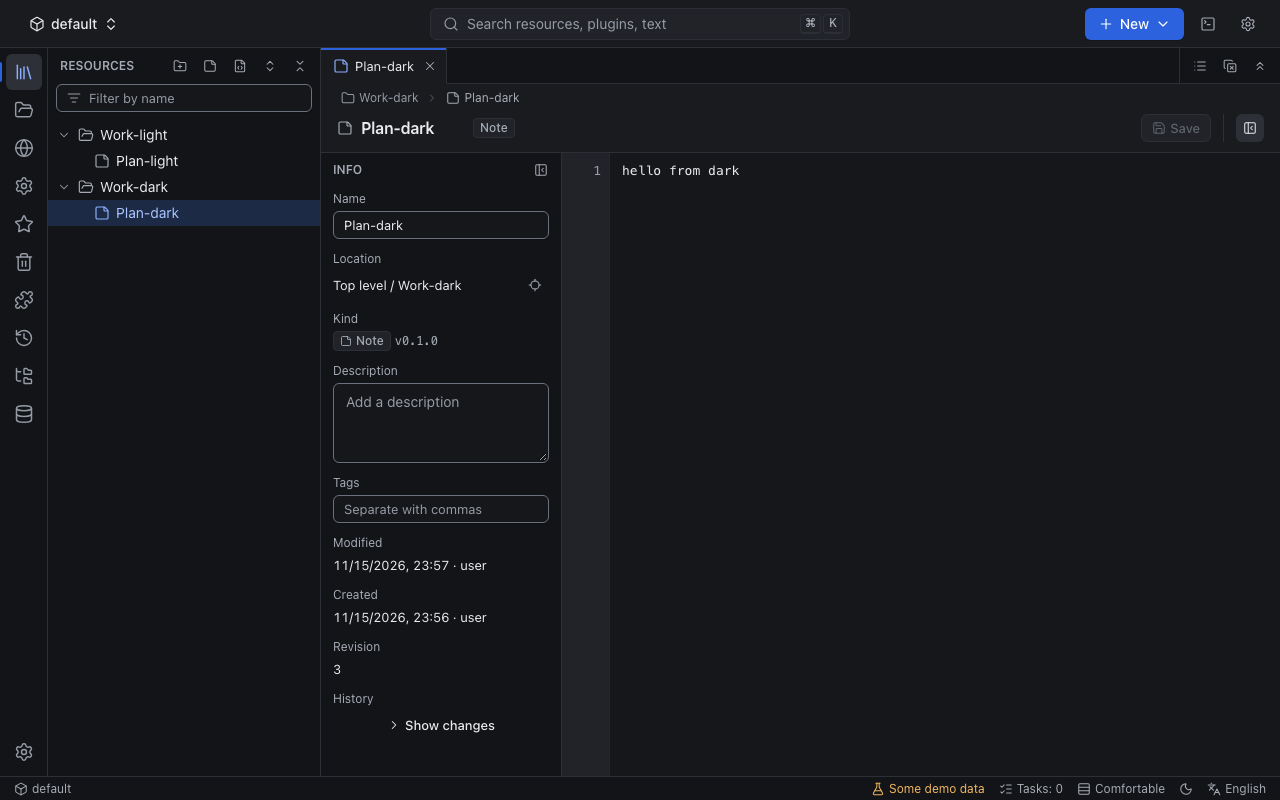 default
Search resources, plugins, text
⌘ K
New
RESOURCES
Filter by name
Work-light
Plan-light
Work-dark
Plan-dark
Plan-dark
Work-dark
Plan-dark
Plan-dark
Note
Save
INFO
Name
Plan-dark
Location
Top level / Work-dark
Kind
Note v0.1.0
Description
Add a description
Tags
Separate with commas
Modified
11/15/2026, 23:57 · user
Created
11/15/2026, 23:56 · user
Revision
3
History
Show changes
1 hello from dark
default
Some demo data
Tasks: 0
Comfortable
English